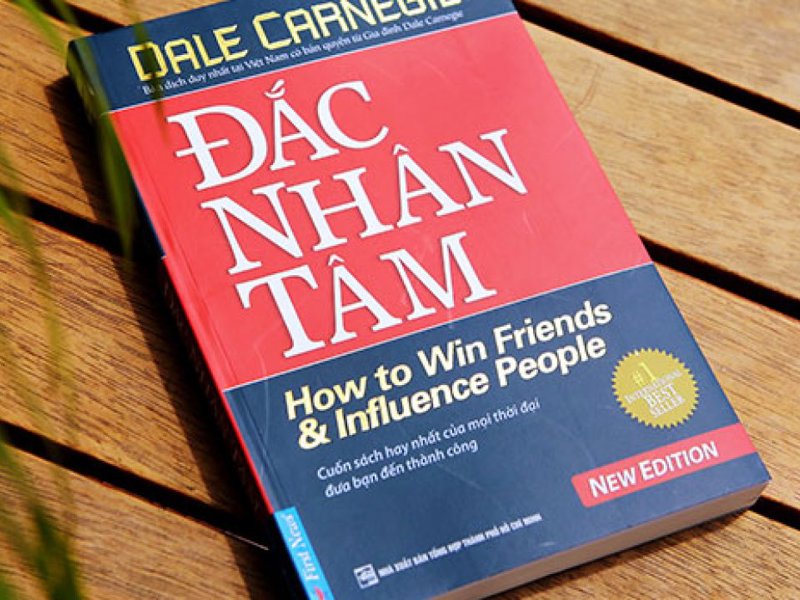 DALE CARNEGIE
Bản dịch duy nhất tại Việt Nam có bản quyền từ Gia đình Dale Carnegie
ĐẮC
NHÂN
TÂM
How to Win Friends
& Influence People
Cuốn sách hay nhất của mọi thời đại
đưa bạn đến thành công
#1
INTERNATIONAL
BEST
SELLER
NEW EDITION
First News
NHÀ XUẤT BẢN TỔNG HỢP THÀNH PHỐ HỒ CHÍ MINH